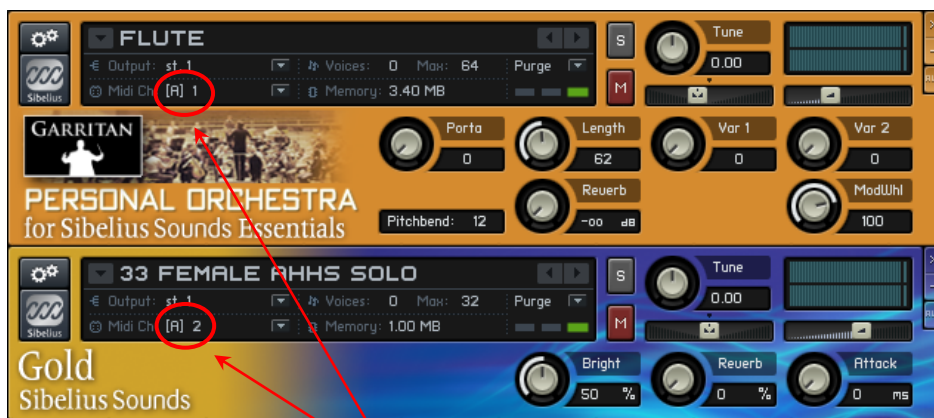 FLUTE
S
Tune
0.00
Output: st. 1
Voices: 0 Max: 64
Purge
Sibelius
Midi Ch: [A] 1
Memory: 3.40 MB
M
GARRITAN
Porta
0
Length
62
Var 1
0
Var 2
0
PERSONAL ORCHESTRA
for Sibelius Sounds Essentials
Pitchbend: 12
Reverb
-oo dB
ModWhl
100
33 FEMALE AHHS SOLO
S
Tune
0.00
Output: st. 1
Voices: 0 Max: 32
Purge
Sibelius
Midi Ch: [A] 2
Memory: 1.00 MB
M
Gold
Sibelius Sounds
Bright
50 %
Reverb
0 %
Attack
0 ms